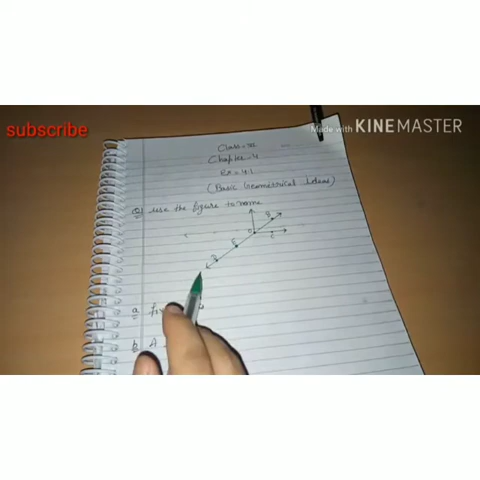 subscribe
Made with KINEMASTER
Class - VI
Chapter - 4
Ex - 4.1
(Basic Geometrical Ideas)
Q1 Use the figure to name
B
O
E
C
D
a
b A